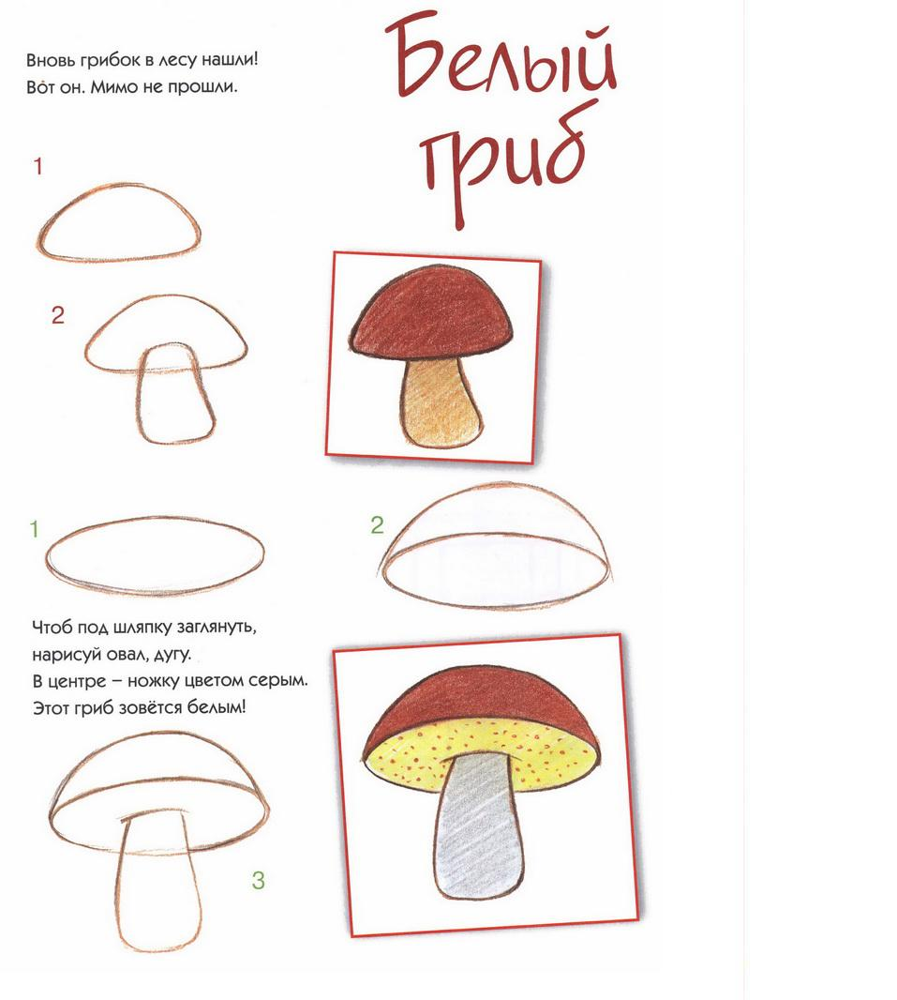 Вновь грибок в лесу нашли!
Вот он. Мимо не прошли.
Белый
гриб
1
2
1
2
Чтоб под шляпку заглянуть,
нарисуй овал, дугу.
В центре – ножку цветом серым.
Этот гриб зовётся белым!
3